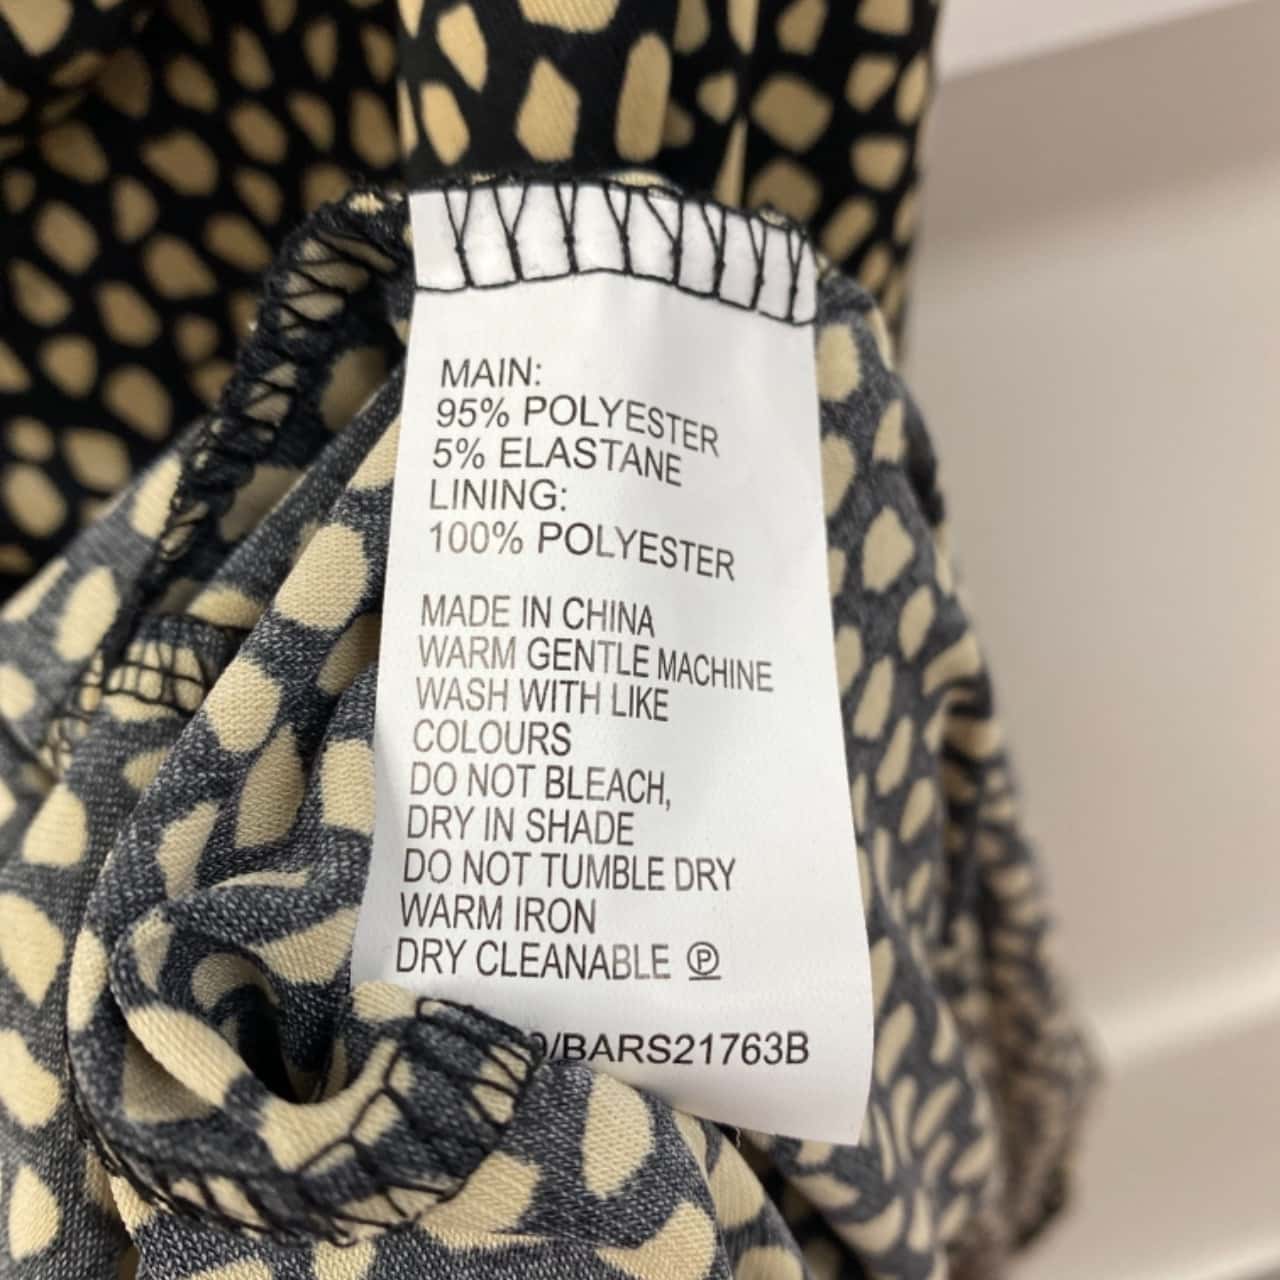 MAIN:
95% POLYESTER
5% ELASTANE
LINING:
100% POLYESTER
MADE IN CHINA
WARM GENTLE MACHINE
WASH WITH LIKE
COLOURS
DO NOT BLEACH,
DRY IN SHADE
DO NOT TUMBLE DRY
WARM IRON
DRY CLEANABLE Ⓟ
/BARS21763B